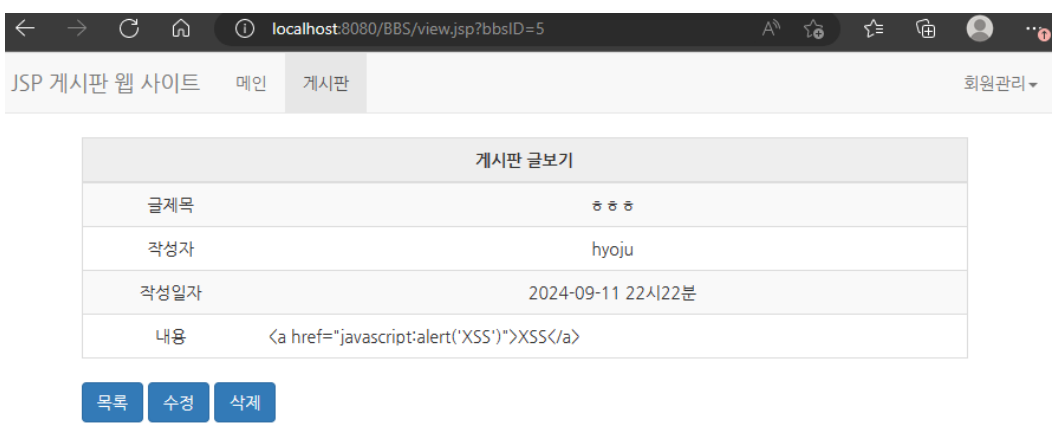 localhost:8080/BBS/view.jsp?bbsID=5
JSP 게시판 웹 사이트 메인 게시판 회원관리
게시판 글보기
글제목 ㅎㅎㅎ
작성자 hyoju
작성일자 2024-09-11 22시22분
내용 <a href="javascript:alert('XSS')">XSS</a>
목록 수정 삭제